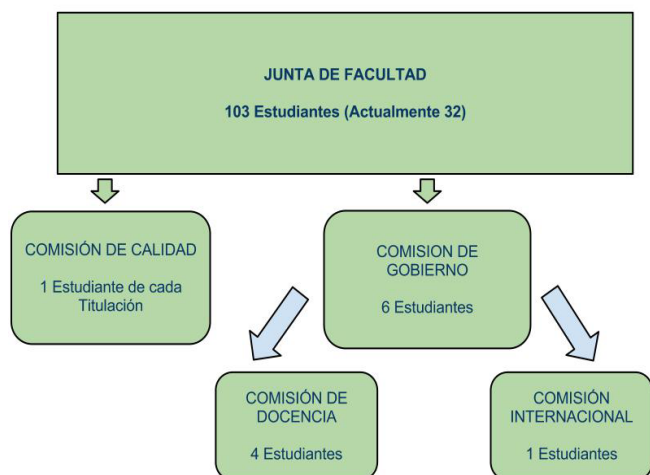 JUNTA DE FACULTAD
103 Estudiantes (Actualmente 32)
COMISIÓN DE CALIDAD
1 Estudiante de cada
Titulación
COMISION DE
GOBIERNO
6 Estudiantes
COMISIÓN DE
DOCENCIA
4 Estudiantes
COMISIÓN
INTERNACIONAL
1 Estudiantes